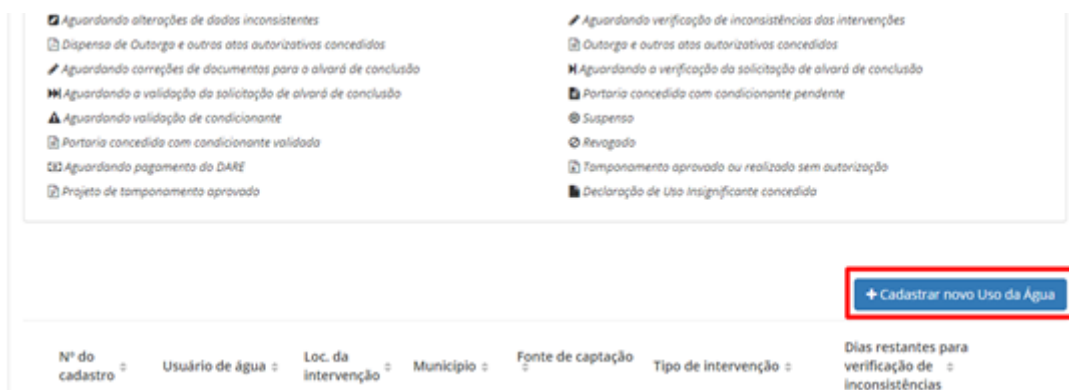 Aguardando alterações de dados inconsistentes
Aguardando verificação de inconsistências das intervenções
Dispensa de Outorga e outros atos autorizativos concedidos
Outorga e outros atos autorizativos concedidos
Aguardando correções de documentos para o alvará de conclusão
Aguardando a verificação da solicitação de alvará de conclusão
Aguardando a validação da solicitação de alvará de conclusão
Portaria concedida com condicionante pendente
Aguardando validação de condicionante
Suspenso
Portaria concedida com condicionante validada
Revogado
Aguardando pagamento do DARE
Tamponamento aprovado ou realizado sem autorização
Projeto de tamponamento aprovado
Declaração de Uso Insignificante concedida
+ Cadastrar novo Uso da Água
Nº do
cadastro
Usuário de água
Loc. da
intervenção
Município
Fonte de captação
Tipo de intervenção
Dias restantes para
verificação de
inconsistências